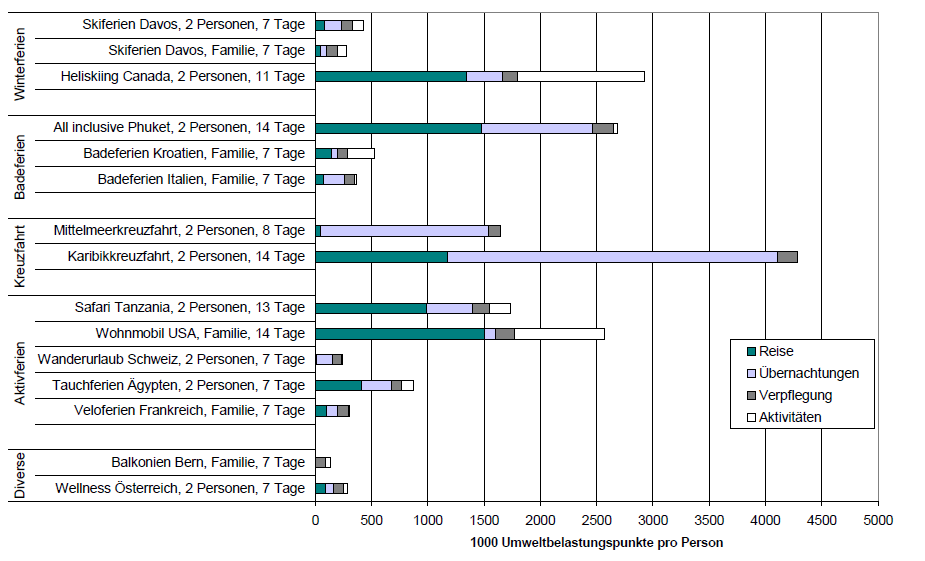 Winterferien
Skiferien Davos, 2 Personen, 7 Tage
Skiferien Davos, Familie, 7 Tage
Heliskiing Canada, 2 Personen, 11 Tage
Badeferien
All inclusive Phuket, 2 Personen, 14 Tage
Badeferien Kroatien, Familie, 7 Tage
Badeferien Italien, Familie, 7 Tage
Kreuzfahrt
Mittelmeerkreuzfahrt, 2 Personen, 8 Tage
Karibikkreuzfahrt, 2 Personen, 14 Tage
Aktivferien
Safari Tanzania, 2 Personen, 13 Tage
Wohnmobil USA, Familie, 14 Tage
Wanderurlaub Schweiz, 2 Personen, 7 Tage
Tauchferien Ägypten, 2 Personen, 7 Tage
Veloferien Frankreich, Familie, 7 Tage
Diverse
Balkonien Bern, Familie, 7 Tage
Wellness Österreich, 2 Personen, 7 Tage
Reise
Übernachtungen
Verpflegung
Aktivitäten
0 500 1000 1500 2000 2500 3000 3500 4000 4500 5000
1000 Umweltbelastungspunkte pro Person